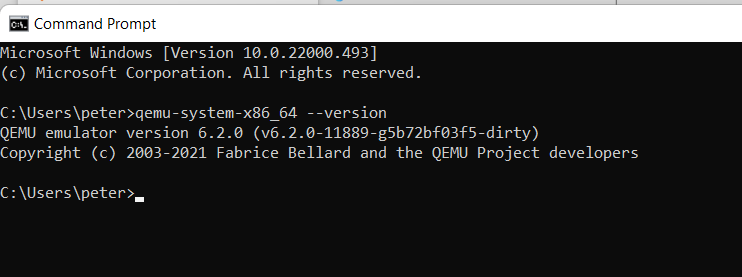 Command Prompt
Microsoft Windows [Version 10.0.22000.493]
(c) Microsoft Corporation. All rights reserved.
C:\Users\peter>qemu-system-x86_64 --version
QEMU emulator version 6.2.0 (v6.2.0-11889-g5b72bf03f5-dirty)
Copyright (c) 2003-2021 Fabrice Bellard and the QEMU Project developers
C:\Users\peter>